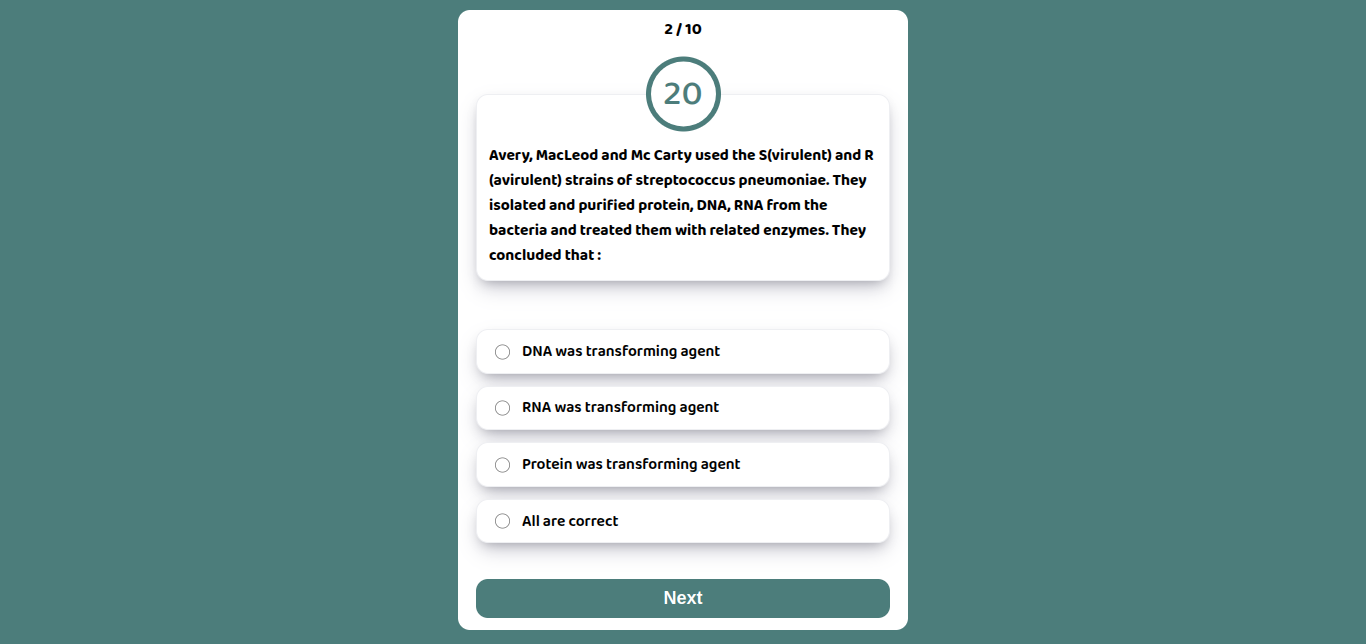 2 / 10
20
Avery, MacLeod and Mc Carty used the S(virulent) and R
(avirulent) strains of streptococcus pneumoniae. They
isolated and purified protein, DNA, RNA from the
bacteria and treated them with related enzymes. They
concluded that :
DNA was transforming agent
RNA was transforming agent
Protein was transforming agent
All are correct
Next